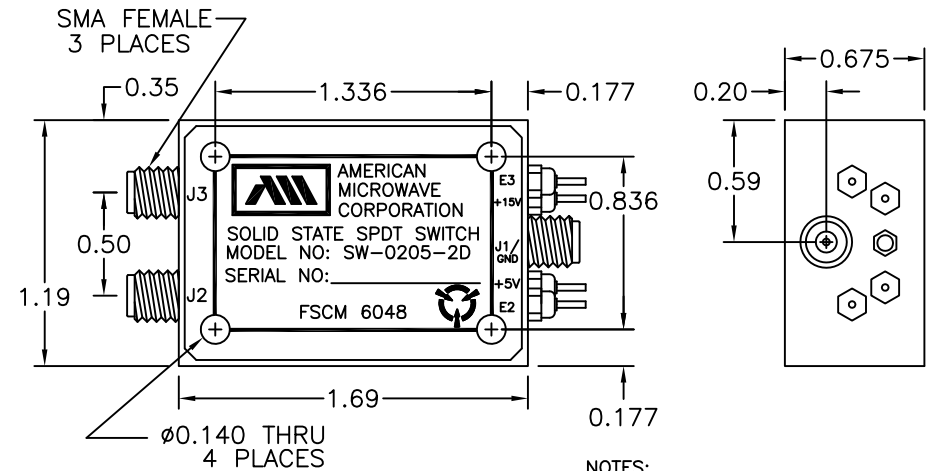 SMA FEMALE
3 PLACES
0.35
1.336
0.177
0.675
0.20
AMERICAN
MICROWAVE
CORPORATION
SOLID STATE SPDT SWITCH
MODEL NO: SW-0205-2D
SERIAL NO:
FSCM 6048
J3
J2
E3
+15V
J1/
GND
+5V
E2
0.836
0.59
0.50
1.19
1.69
0.177
Ø0.140 THRU
4 PLACES
NOTES: